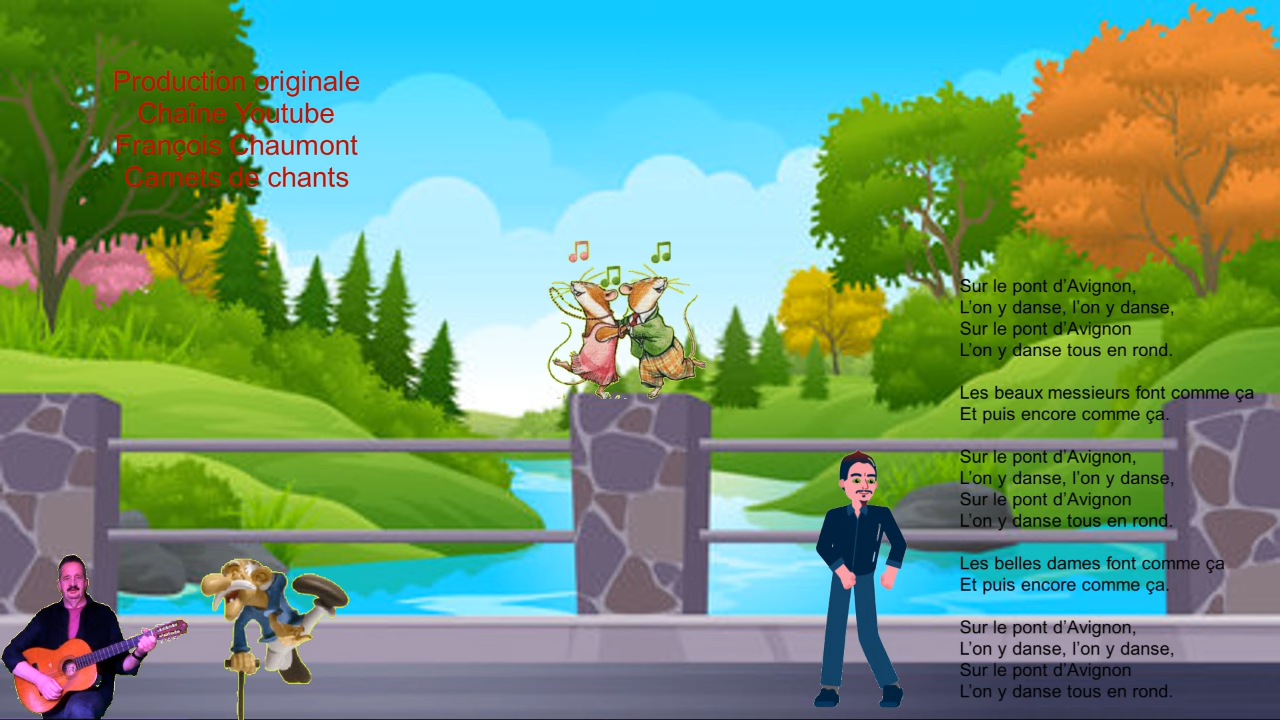 Production originale
Chaine Youtube
François Chaumont
Carnets de chants
Sur le pont d’Avignon,
L’on y danse, l’on y danse,
Sur le pont d’Avignon
L’on y danse tous en rond.
Les beaux messieurs font comme ça
Et puis encore comme ça.
Sur le pont d’Avignon,
L’on y danse, l’on y danse,
Sur le pont d’Avignon
L’on y danse tous en rond.
Les belles dames font comme ça
Et puis encore comme ça.
Sur le pont d’Avignon,
L’on y danse, l’on y danse,
Sur le pont d’Avignon
L’on y danse tous en rond.